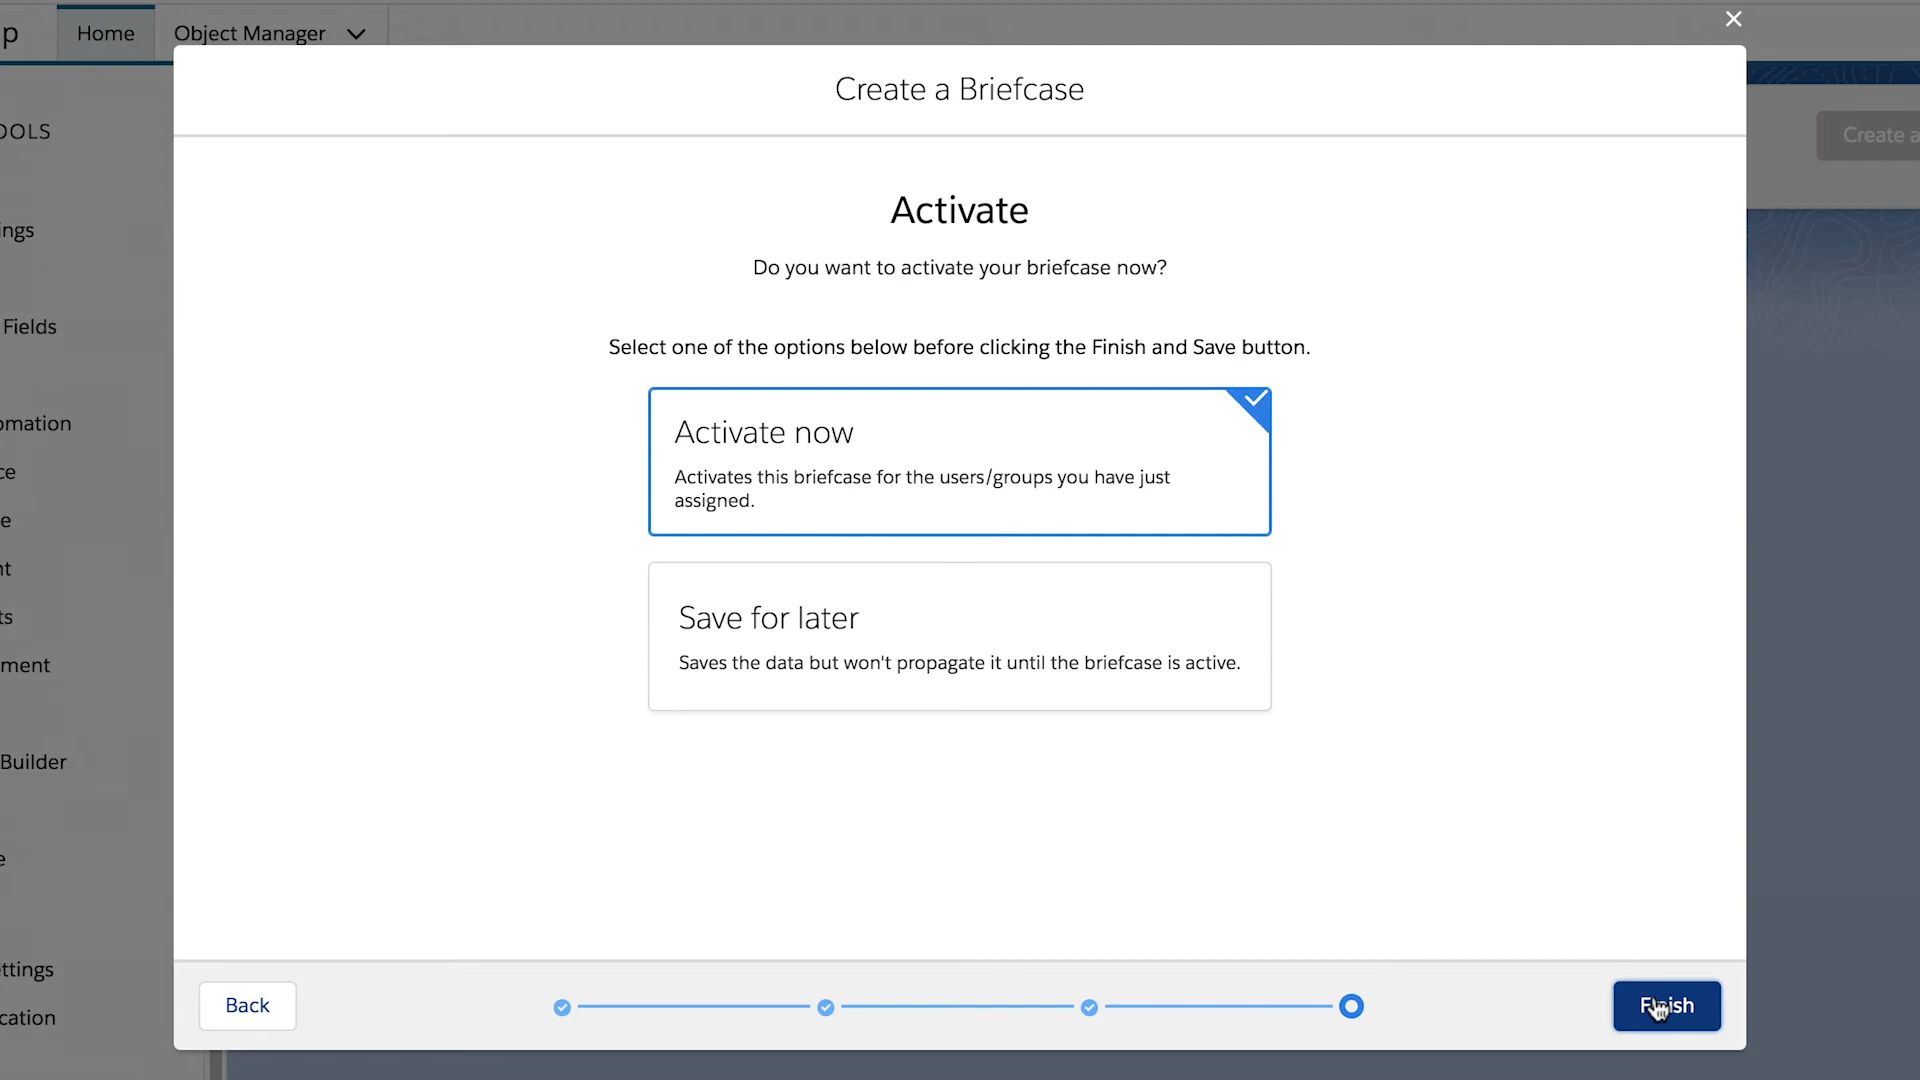 p
Home
Object Manager
Create a Briefcase
OOLS
Create a
Activate
ings
Do you want to activate your briefcase now?
Fields
Select one of the options below before clicking the Finish and Save button.
Activate now
omation
Activates this briefcase for the users/groups you have just
assigned.
ce
e
nt
Save for later
ts
Saves the data but won't propagate it until the briefcase is active.
ment
Builder
e
ettings
Back
Finish
cation